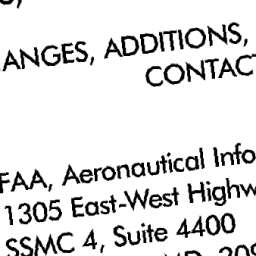 ANGES, ADDITIONS,
CONTACT
FAA, Aeronautical Info
1305 East-West Highw
SSMC 4, Suite 4400